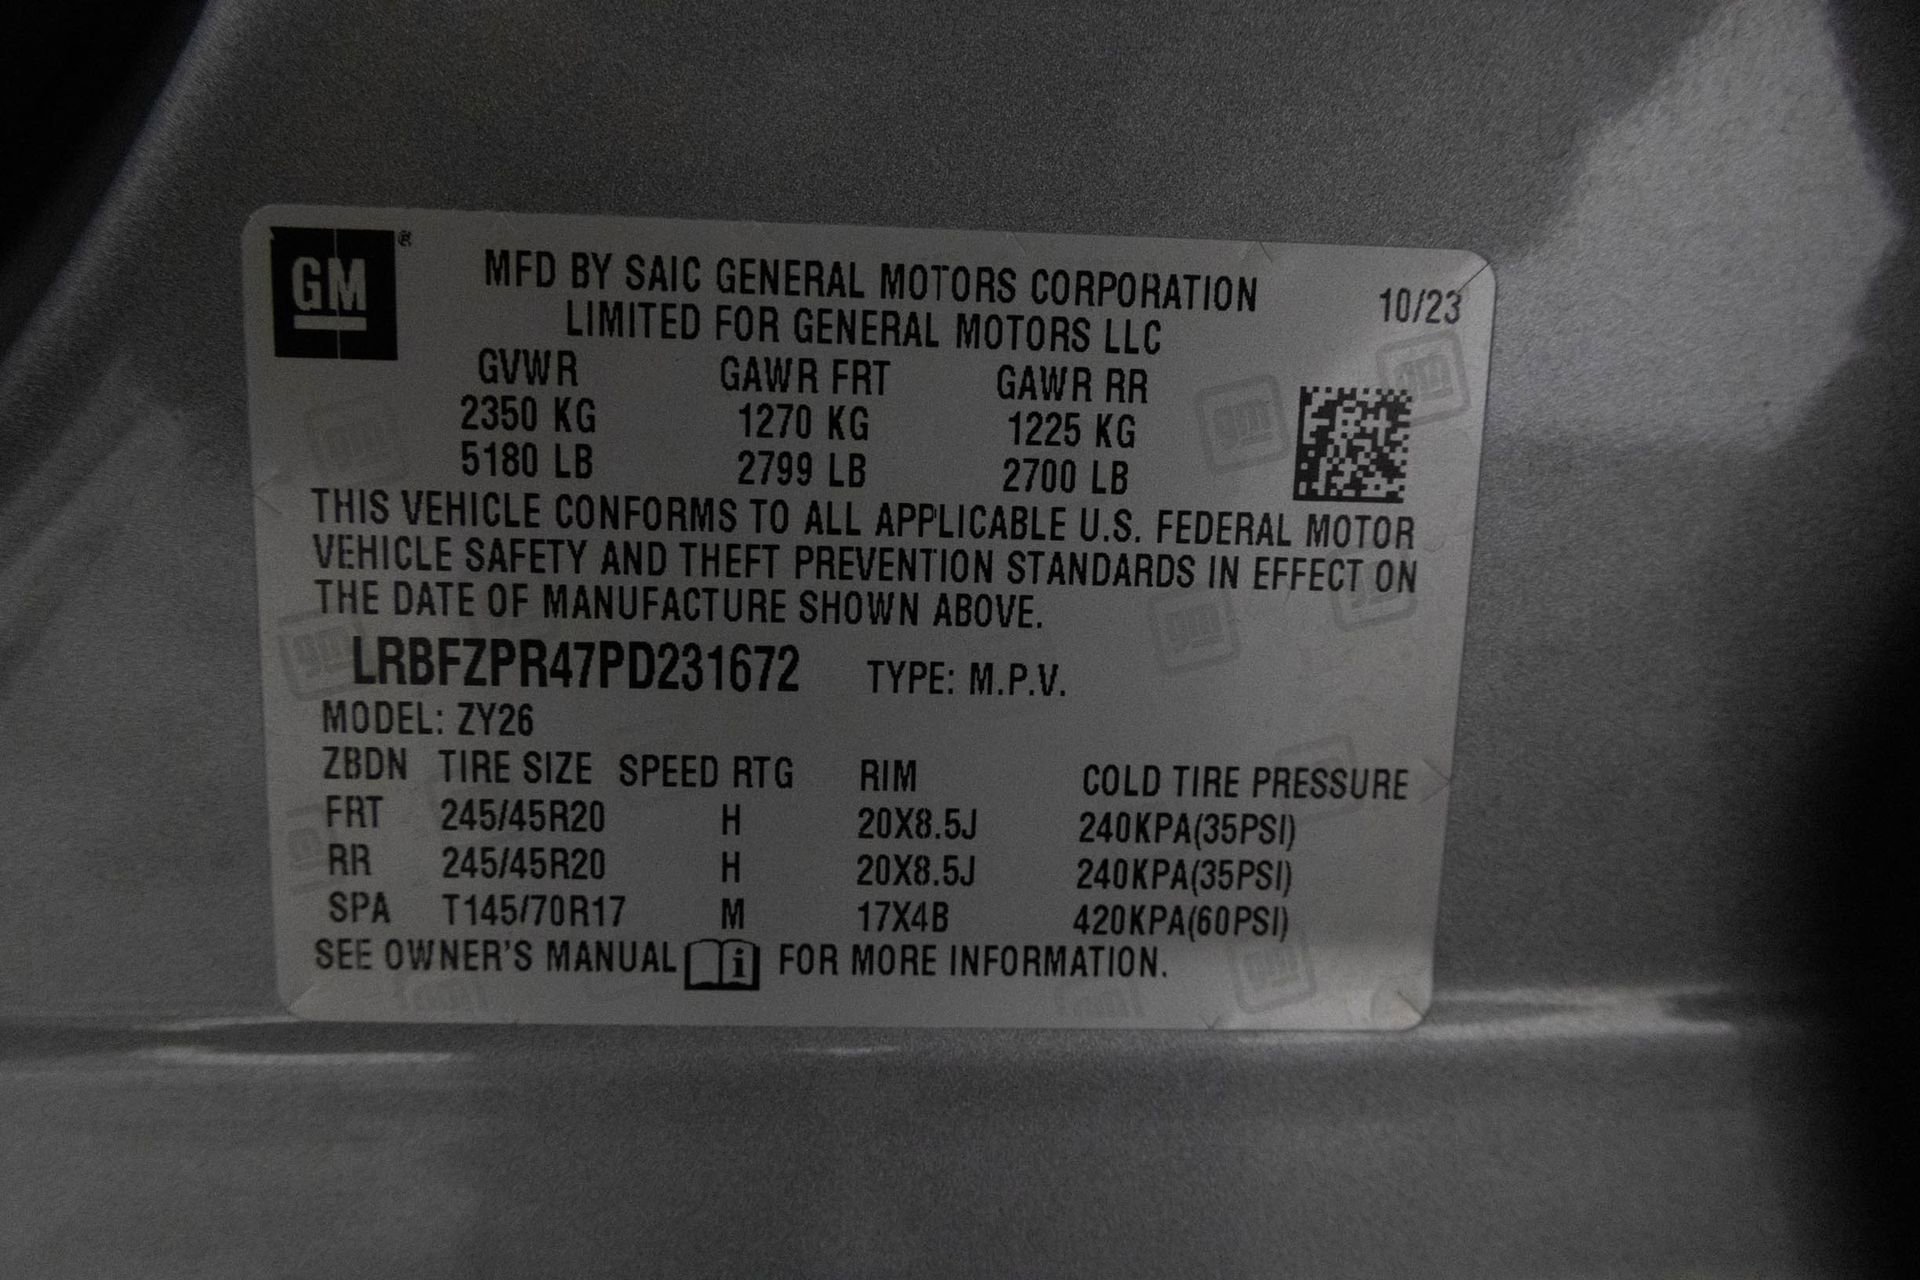 GM®
MFD BY SAIC GENERAL MOTORS CORPORATION
LIMITED FOR GENERAL MOTORS LLC
10/23
GVWR GAWR FRT GAWR RR
2350 KG 1270 KG 1225 KG
5180 LB 2799 LB 2700 LB
THIS VEHICLE CONFORMS TO ALL APPLICABLE U.S. FEDERAL MOTOR
VEHICLE SAFETY AND THEFT PREVENTION STANDARDS IN EFFECT ON
THE DATE OF MANUFACTURE SHOWN ABOVE.
LRBFZPR47PD231672 TYPE: M.P.V.
MODEL: ZY26
ZBDN TIRE SIZE SPEED RTG RIM COLD TIRE PRESSURE
FRT 245/45R20 H 20X8.5J 240KPA(35PSI)
RR 245/45R20 H 20X8.5J 240KPA(35PSI)
SPA T145/70R17 M 17X4B 420KPA(60PSI)
SEE OWNER'S MANUAL i FOR MORE INFORMATION.